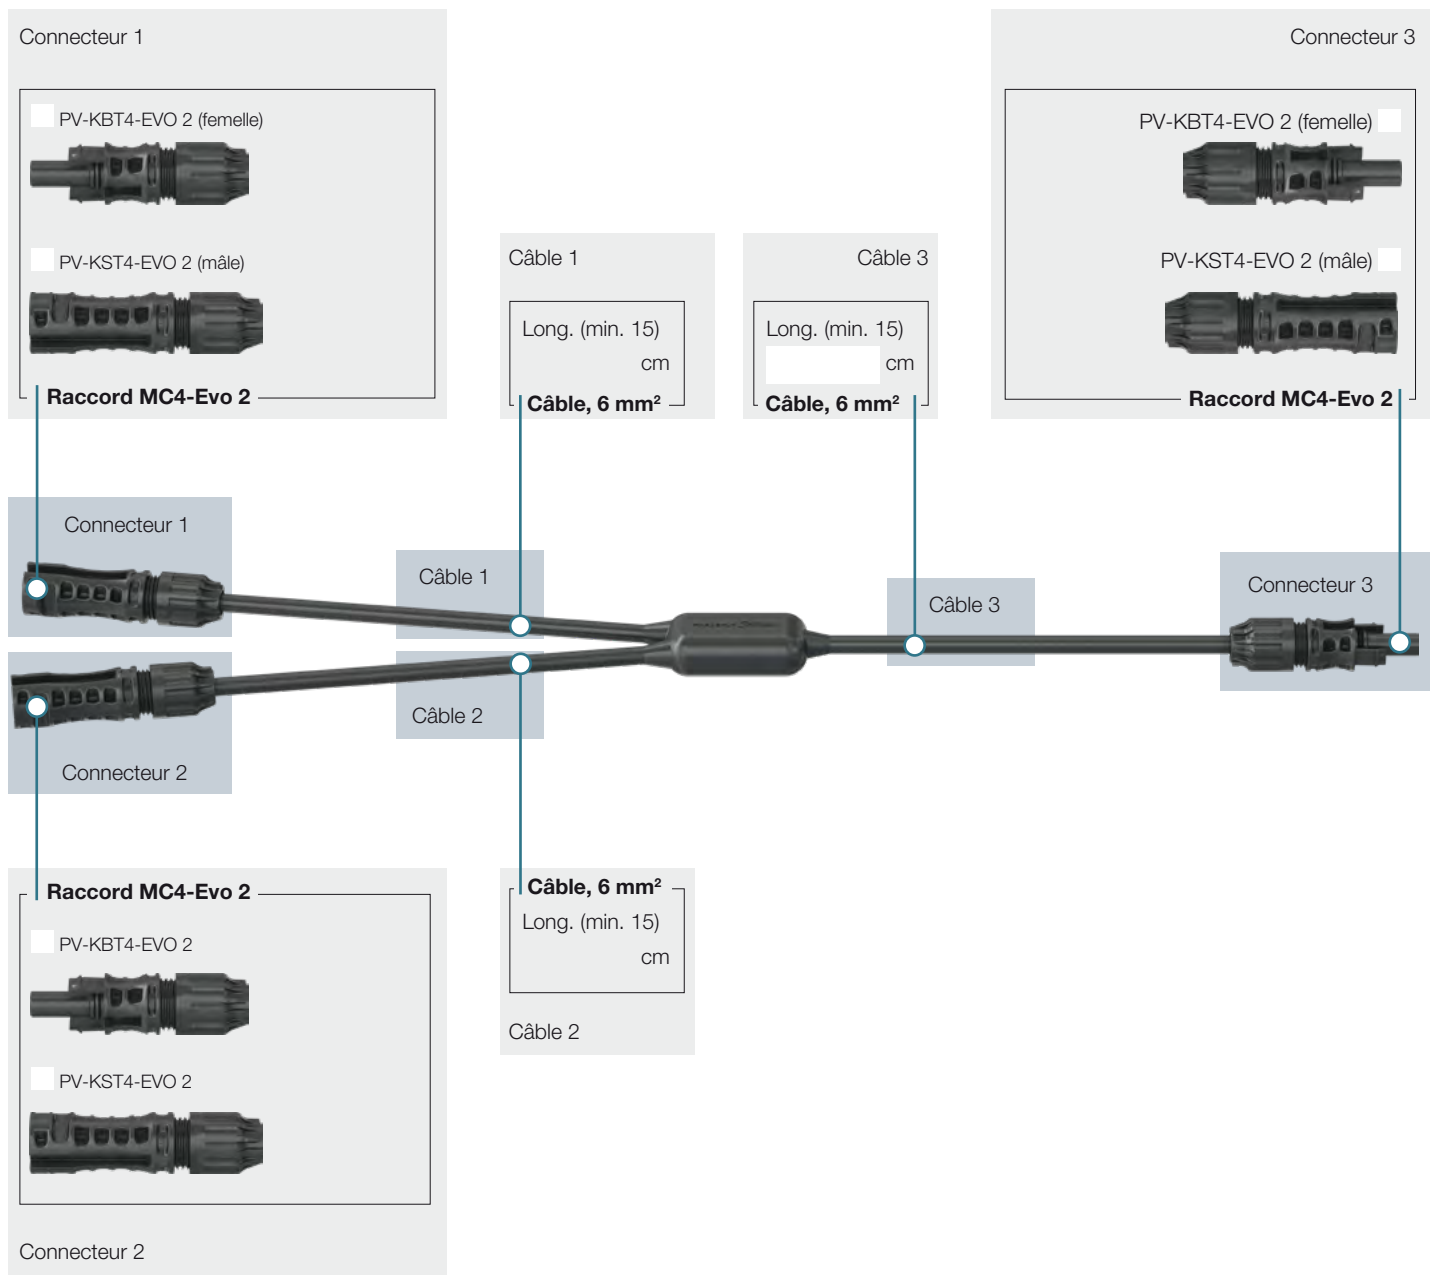 Connecteur 1
PV-KBT4-EVO 2 (femelle)
PV-KST4-EVO 2 (mâle)
Raccord MC4-Evo 2
Câble 1
Long. (min. 15)
cm
Câble, 6 mm²
Câble 3
Long. (min. 15)
cm
Câble, 6 mm²
Connecteur 3
PV-KBT4-EVO 2 (femelle)
PV-KST4-EVO 2 (mâle)
Raccord MC4-Evo 2
Connecteur 1
Câble 1
Câble 3
Connecteur 3
Câble 2
Connecteur 2
Raccord MC4-Evo 2
PV-KBT4-EVO 2
PV-KST4-EVO 2
Connecteur 2
Câble, 6 mm²
Long. (min. 15)
cm
Câble 2